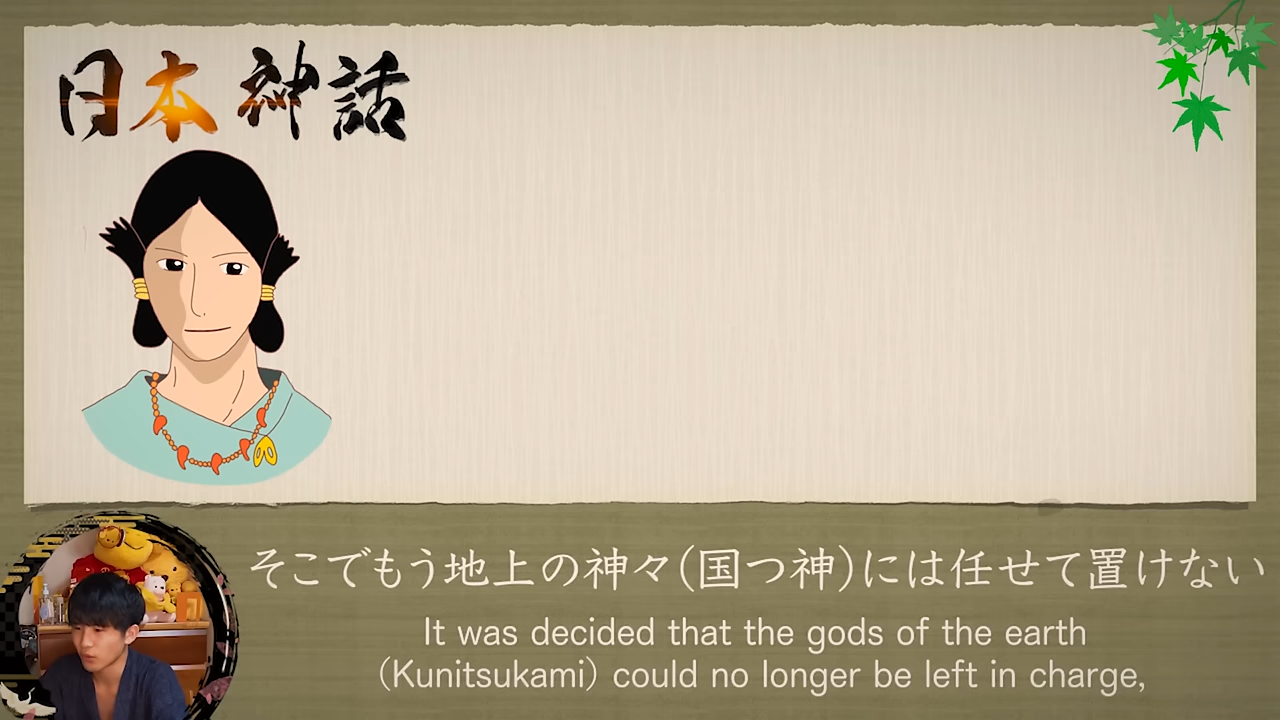 日本神話
そこでもう地上の神々(国つ神)には任せて置けない
It was decided that the gods of the earth
(Kunitsukami) could no longer be left in charge,